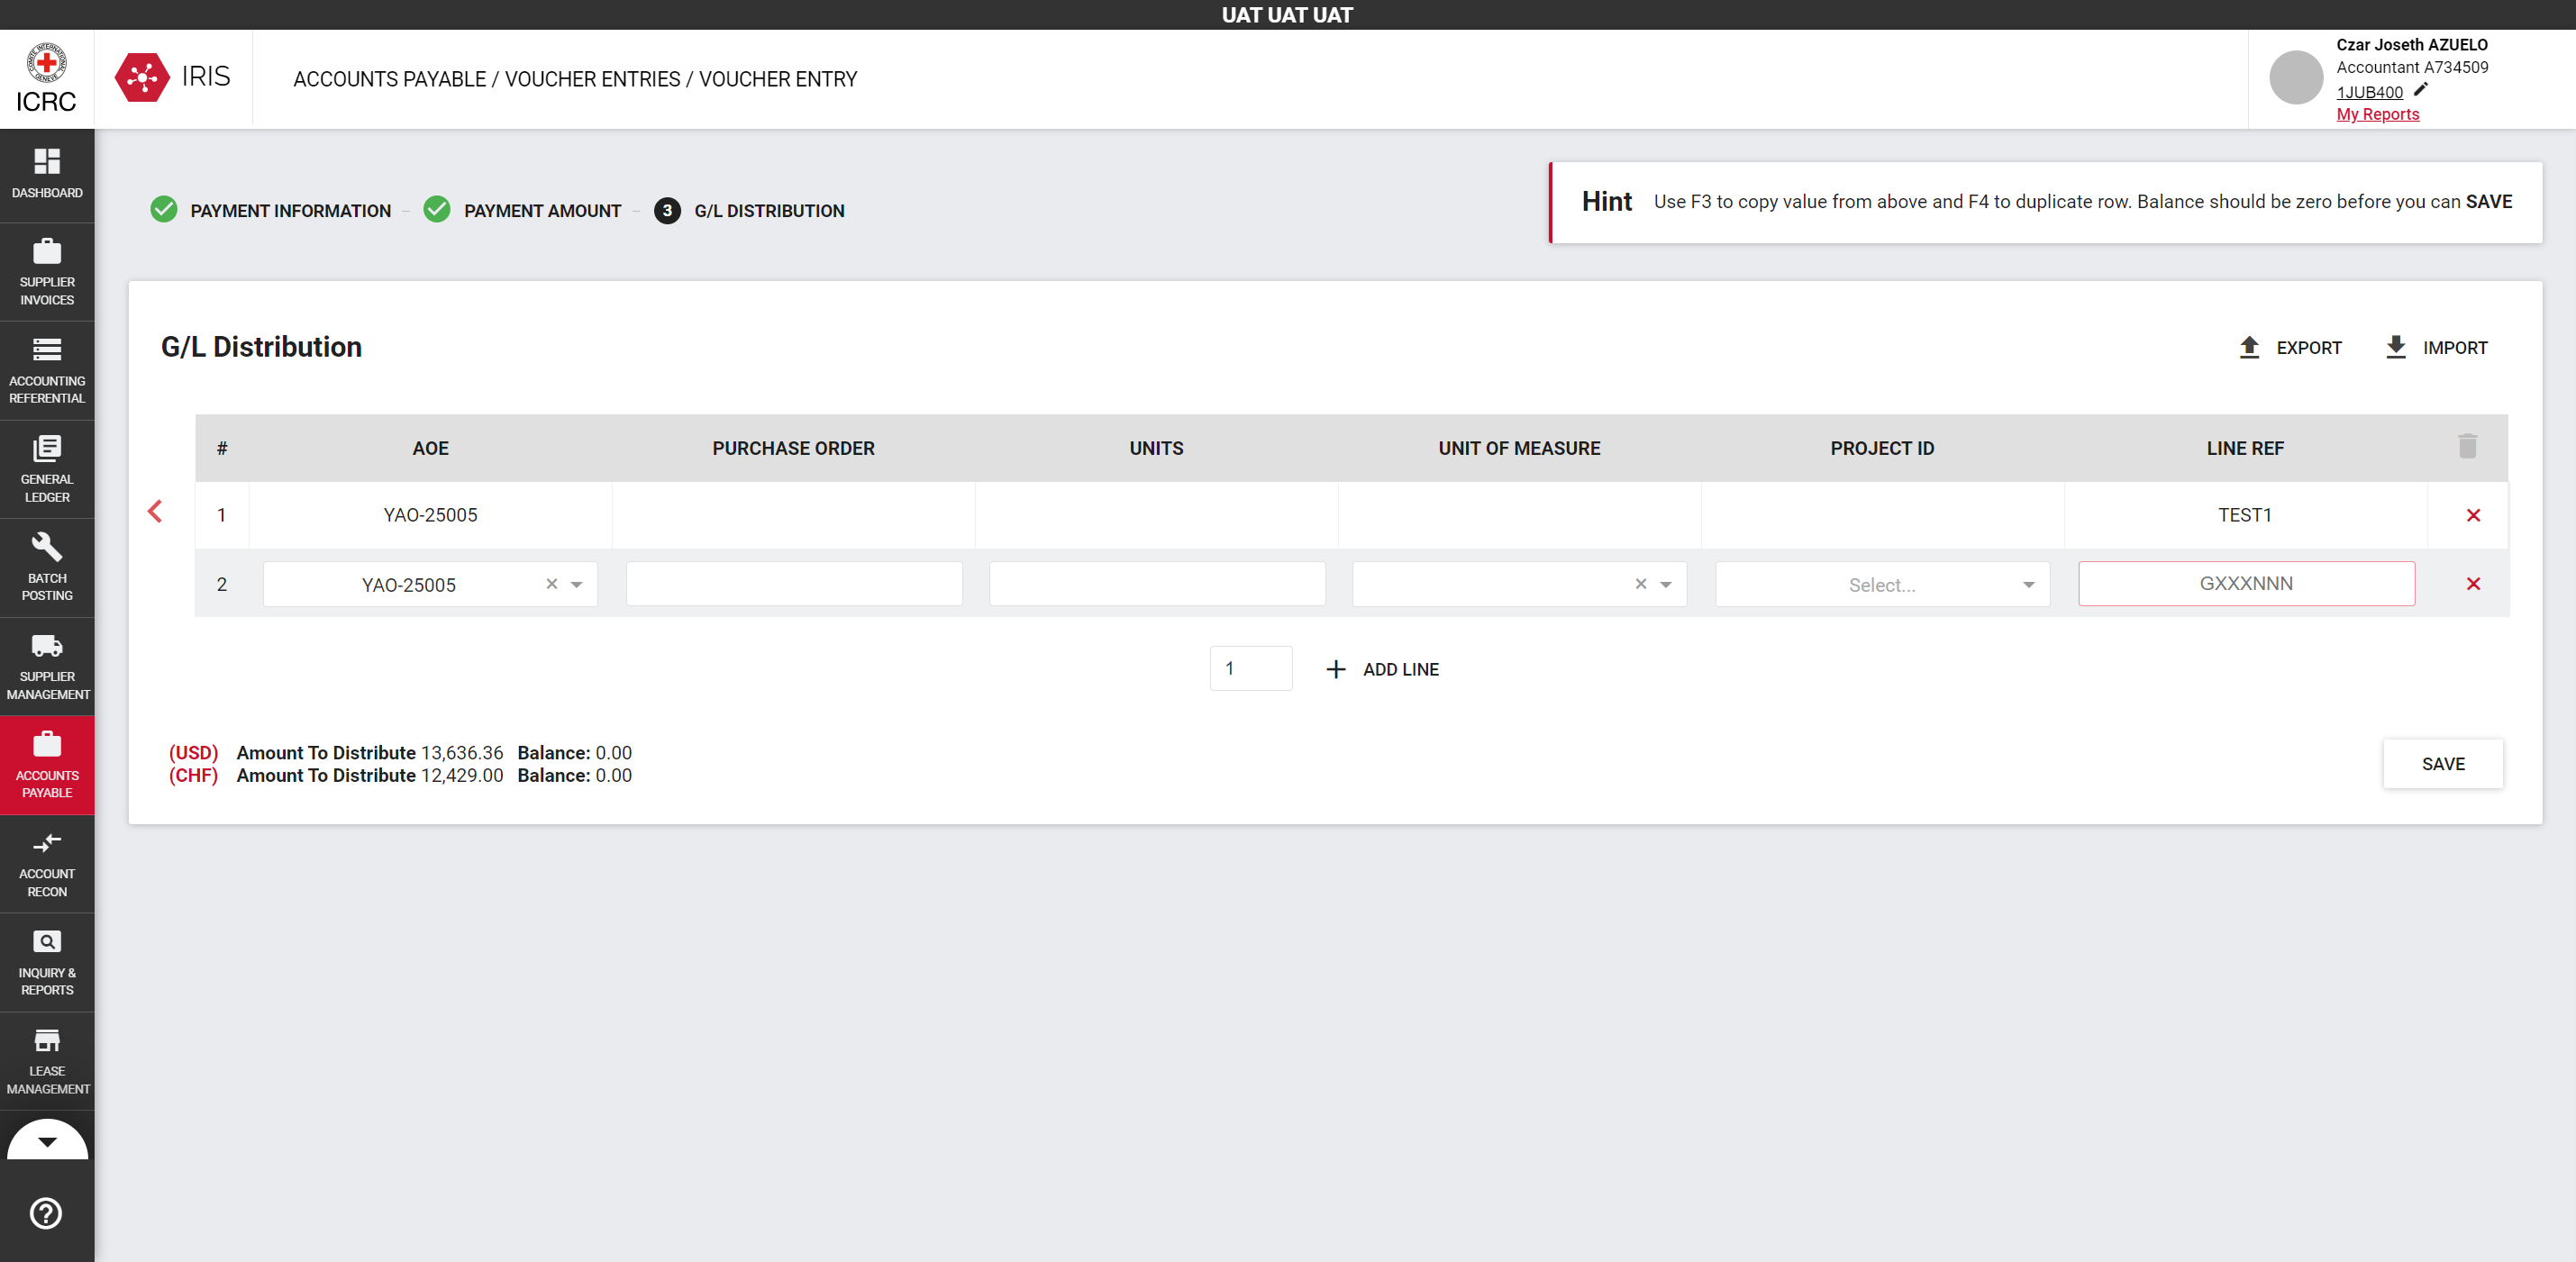 UAT UAT UAT
COMITE INTERNATIONAL GENEVE
ICRC
IRIS
ACCOUNTS PAYABLE / VOUCHER ENTRIES / VOUCHER ENTRY
Czar Joseth AZUELO
Accountant A734509
1JUB400
My Reports
DASHBOARD
SUPPLIER
INVOICES
ACCOUNTING
REFERENTIAL
GENERAL
LEDGER
BATCH
POSTING
SUPPLIER
MANAGEMENT
ACCOUNTS
PAYABLE
ACCOUNT
RECON
INQUIRY &
REPORTS
LEASE
MANAGEMENT
PAYMENT INFORMATION – PAYMENT AMOUNT – 3 G/L DISTRIBUTION
Hint Use F3 to copy value from above and F4 to duplicate row. Balance should be zero before you can SAVE
G/L Distribution
EXPORT IMPORT
# AOE PURCHASE ORDER UNITS UNIT OF MEASURE PROJECT ID LINE REF
1 YAO-25005 TEST1
2 YAO-25005 Select... GXXXNNN
1 ADD LINE
(USD) Amount To Distribute 13,636.36 Balance: 0.00
(CHF) Amount To Distribute 12,429.00 Balance: 0.00
SAVE